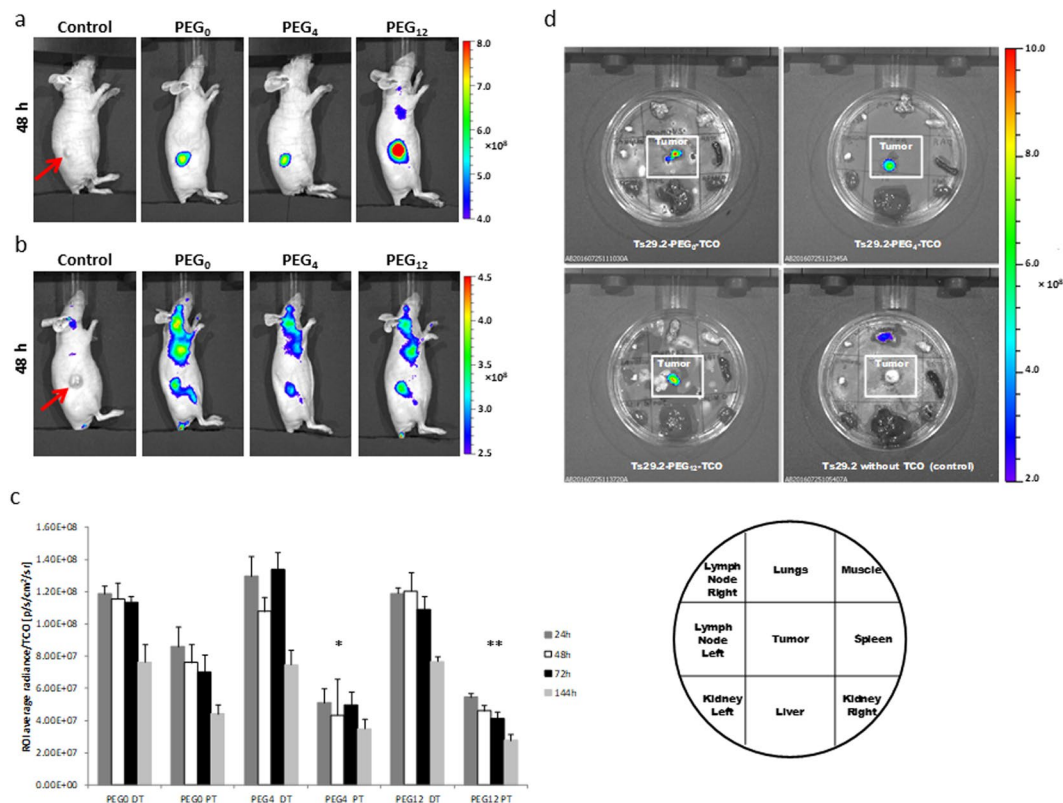 a
Control
PEG0
PEG4
PEG12
48 h
8.0
7.0
6.0
×10⁸
5.0
4.0
b
Control
PEG0
PEG4
PEG12
48 h
4.5
4.0
3.5
×10⁸
3.0
2.5
c
ROI average radiance/TCO [p/s/cm²/sr]
1.60E+08
1.40E+08
1.20E+08
1.00E+08
8.00E+07
6.00E+07
4.00E+07
2.00E+07
0.00E+00
*
**
24h
48h
72h
144h
PEG0 DT
PEG0 PT
PEG4 DT
PEG4 PT
PEG12 DT
PEG12 PT
d
Tumor
Ts29.2-PEG0-TCO
AB20160725111030A
Tumor
Ts29.2-PEG4-TCO
AB20160725112345A
Tumor
Ts29.2-PEG12-TCO
AB20160725113720A
Tumor
Ts29.2 without TCO (control)
AB20160725105407A
10.0
8.0
6.0
× 10⁸
4.0
2.0
Lymph Node Right
Lungs
Muscle
Lymph Node Left
Tumor
Spleen
Kidney Left
Liver
Kidney Right